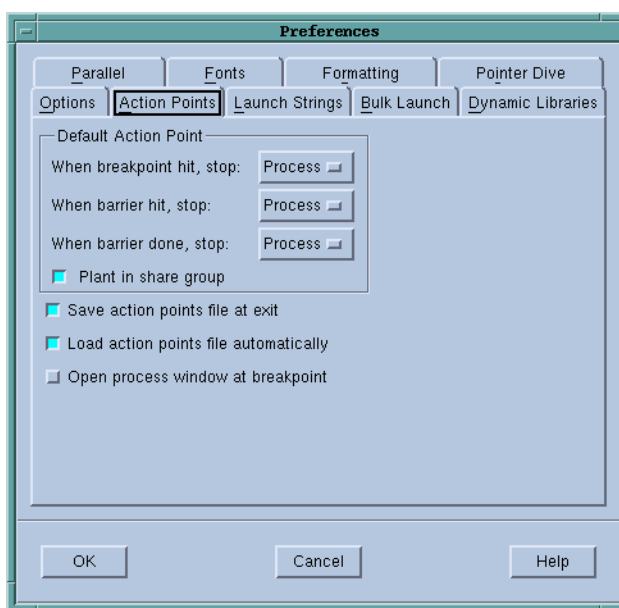 Preferences
Parallel Fonts Formatting Pointer Dive
Options Action Points Launch Strings Bulk Launch Dynamic Libraries
Default Action Point
When breakpoint hit, stop: Process
When barrier hit, stop: Process
When barrier done, stop: Process
Plant in share group
Save action points file at exit
Load action points file automatically
Open process window at breakpoint
OK Cancel Help